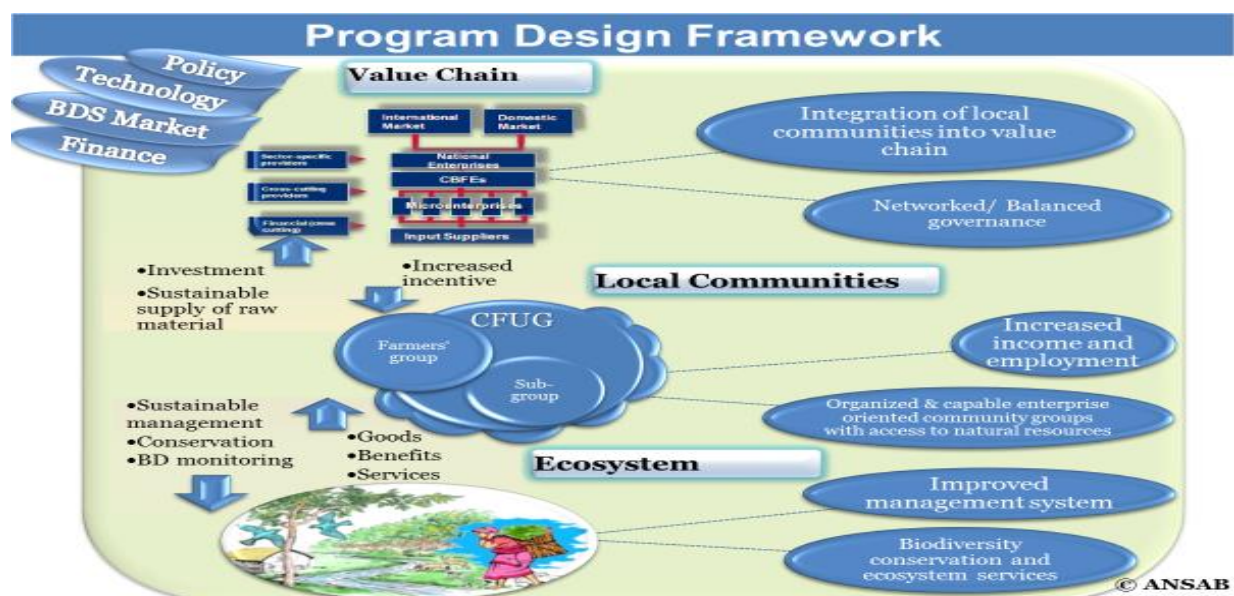 Program Design Framework
Policy
Technology
BDS Market
Finance
Value Chain
International
Market
Domestic
Market
Sector-specific
providers
Cross-cutting
providers
Financial (cross
cutting)
National
Enterprises
CBFEs
Microenterprises
Input Suppliers
Integration of local
communities into value
chain
Networked/ Balanced
governance
•Investment
•Sustainable
supply of raw
material
•Increased
incentive
Local Communities
CFUG
Farmers'
group
Sub-
group
Increased
income and
employment
Organized & capable enterprise
oriented community groups
with access to natural resources
•Sustainable
management
•Conservation
•BD monitoring
•Goods
•Benefits
•Services
Ecosystem
Improved
management system
Biodiversity
conservation and
ecosystem services
© ANSAB